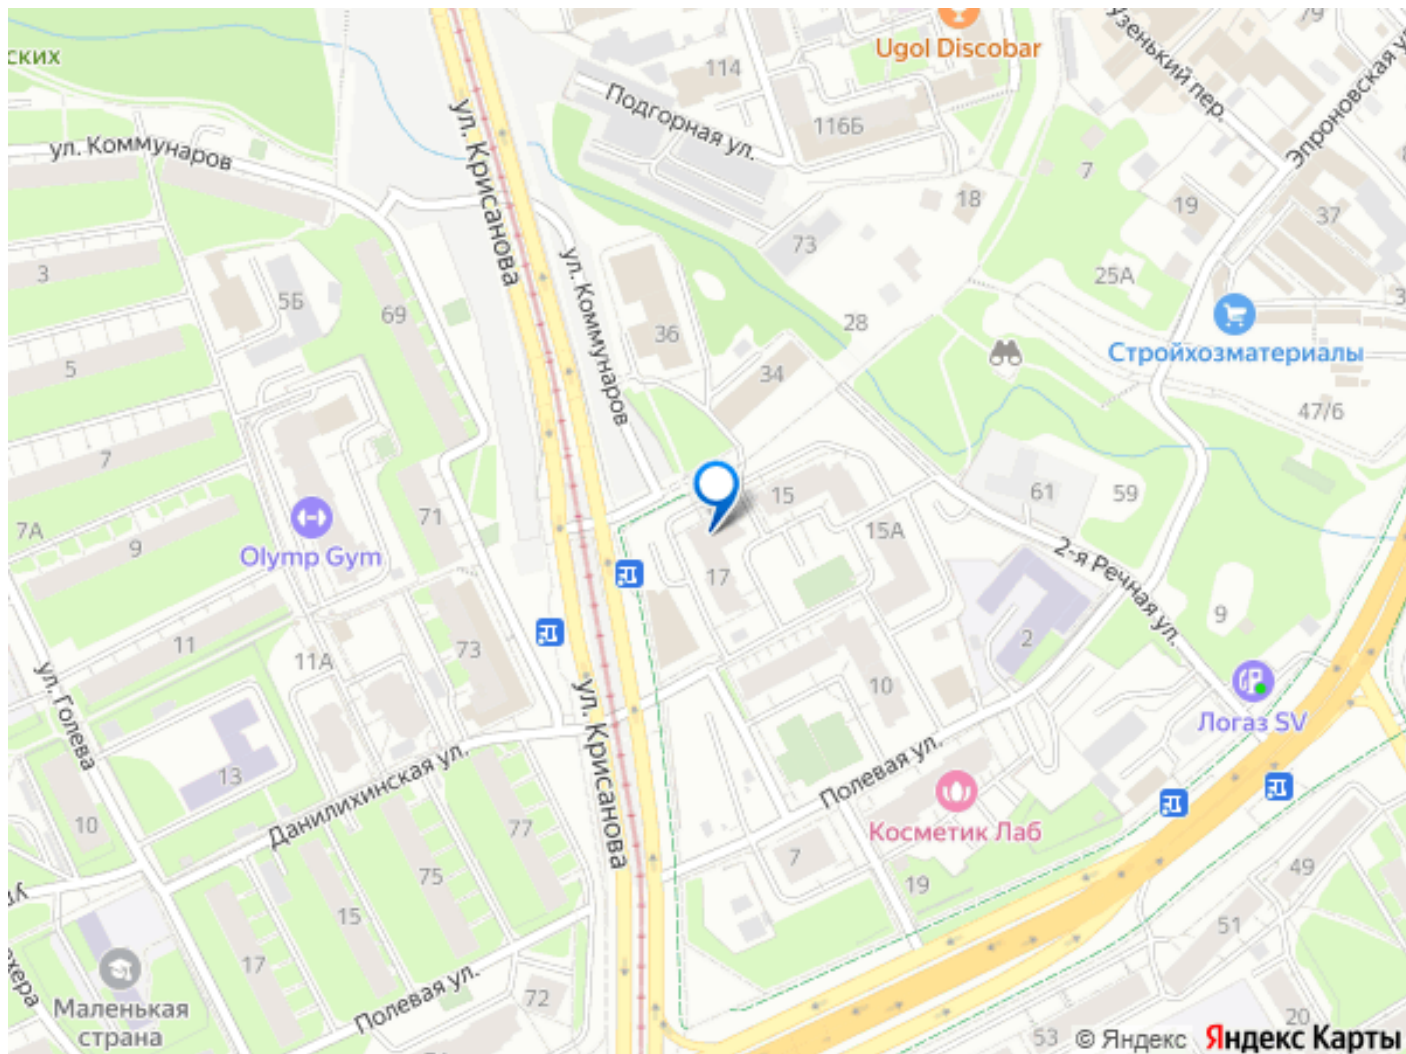 ских
Ugol Discobar
79
узенький пер.
Эпроновская у
114
Подгорная ул.
116Б
ул. Крисанова
ул. Коммунаров
7
18
19
37
73
3
5Б
69
ул. Коммунаров
36
28
25А
3
Стройхозматериалы
5
34
47/6
7
7А
9
71
15
61
59
Olymp Gym
15А
2-я Речная ул.
17
11
11А
73
2
9
ул. Голева
10
ул. Крисанова
Логаз SV
13
Данилихинская ул.
Полевая ул.
10
77
Косметик Лаб
75
7
19
49
15
51
17
Маленькая
страна
Полевая ул.
72
хера
53
20
© Яндекс Яндекс Карты